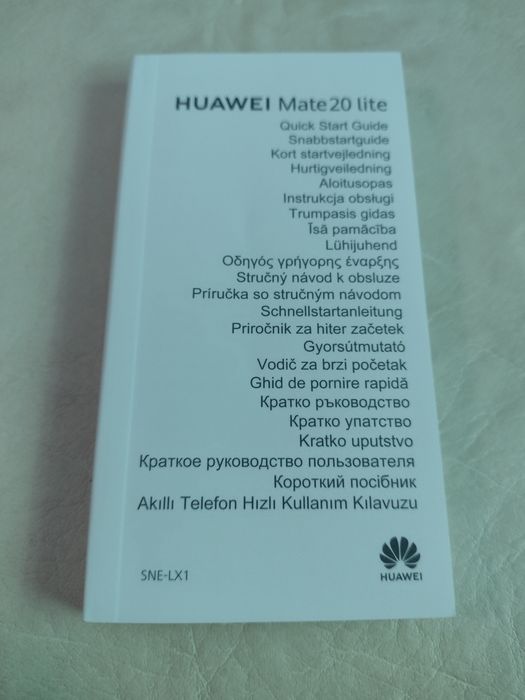 HUAWEI Mate 20 lite
Quick Start Guide
Snabbstartguide
Kort startvejledning
Hurtigveiledning
Aloitusopas
Instrukcja obsługi
Trumpasis gidas
Īsā pamācība
Lühijuhend
Οδηγός γρήγορης έναρξης
Stručný návod k obsluze
Príručka so stručným návodom
Schnellstartanleitung
Priročnik za hiter začetek
Gyorsútmutató
Vodič za brzi početak
Ghid de pornire rapidă
Кратко ръководство
Кратко упатство
Kratko uputstvo
Краткое руководство пользователя
Короткий посібник
Akıllı Telefon Hızlı Kullanım Kılavuzu
SNE-LX1
HUAWEI